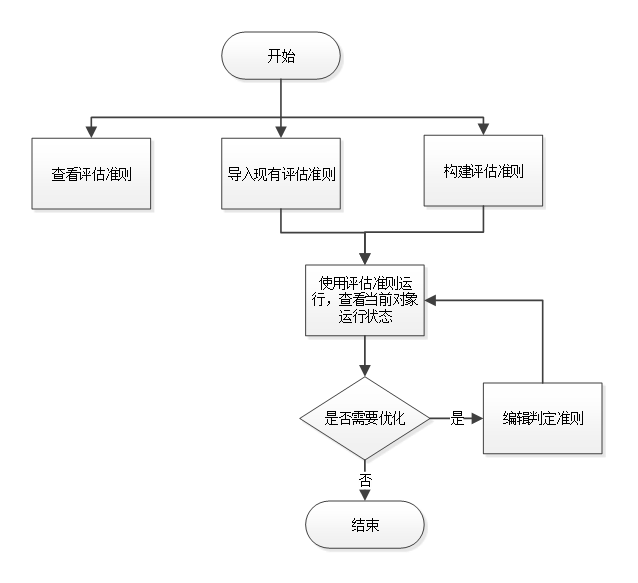 开始
查看评估准则
导入现有评估准则
构建评估准则
使用评估准则运
行，查看当前对象
运行状态
是否需要优化
是
编辑判定准则
否
结束